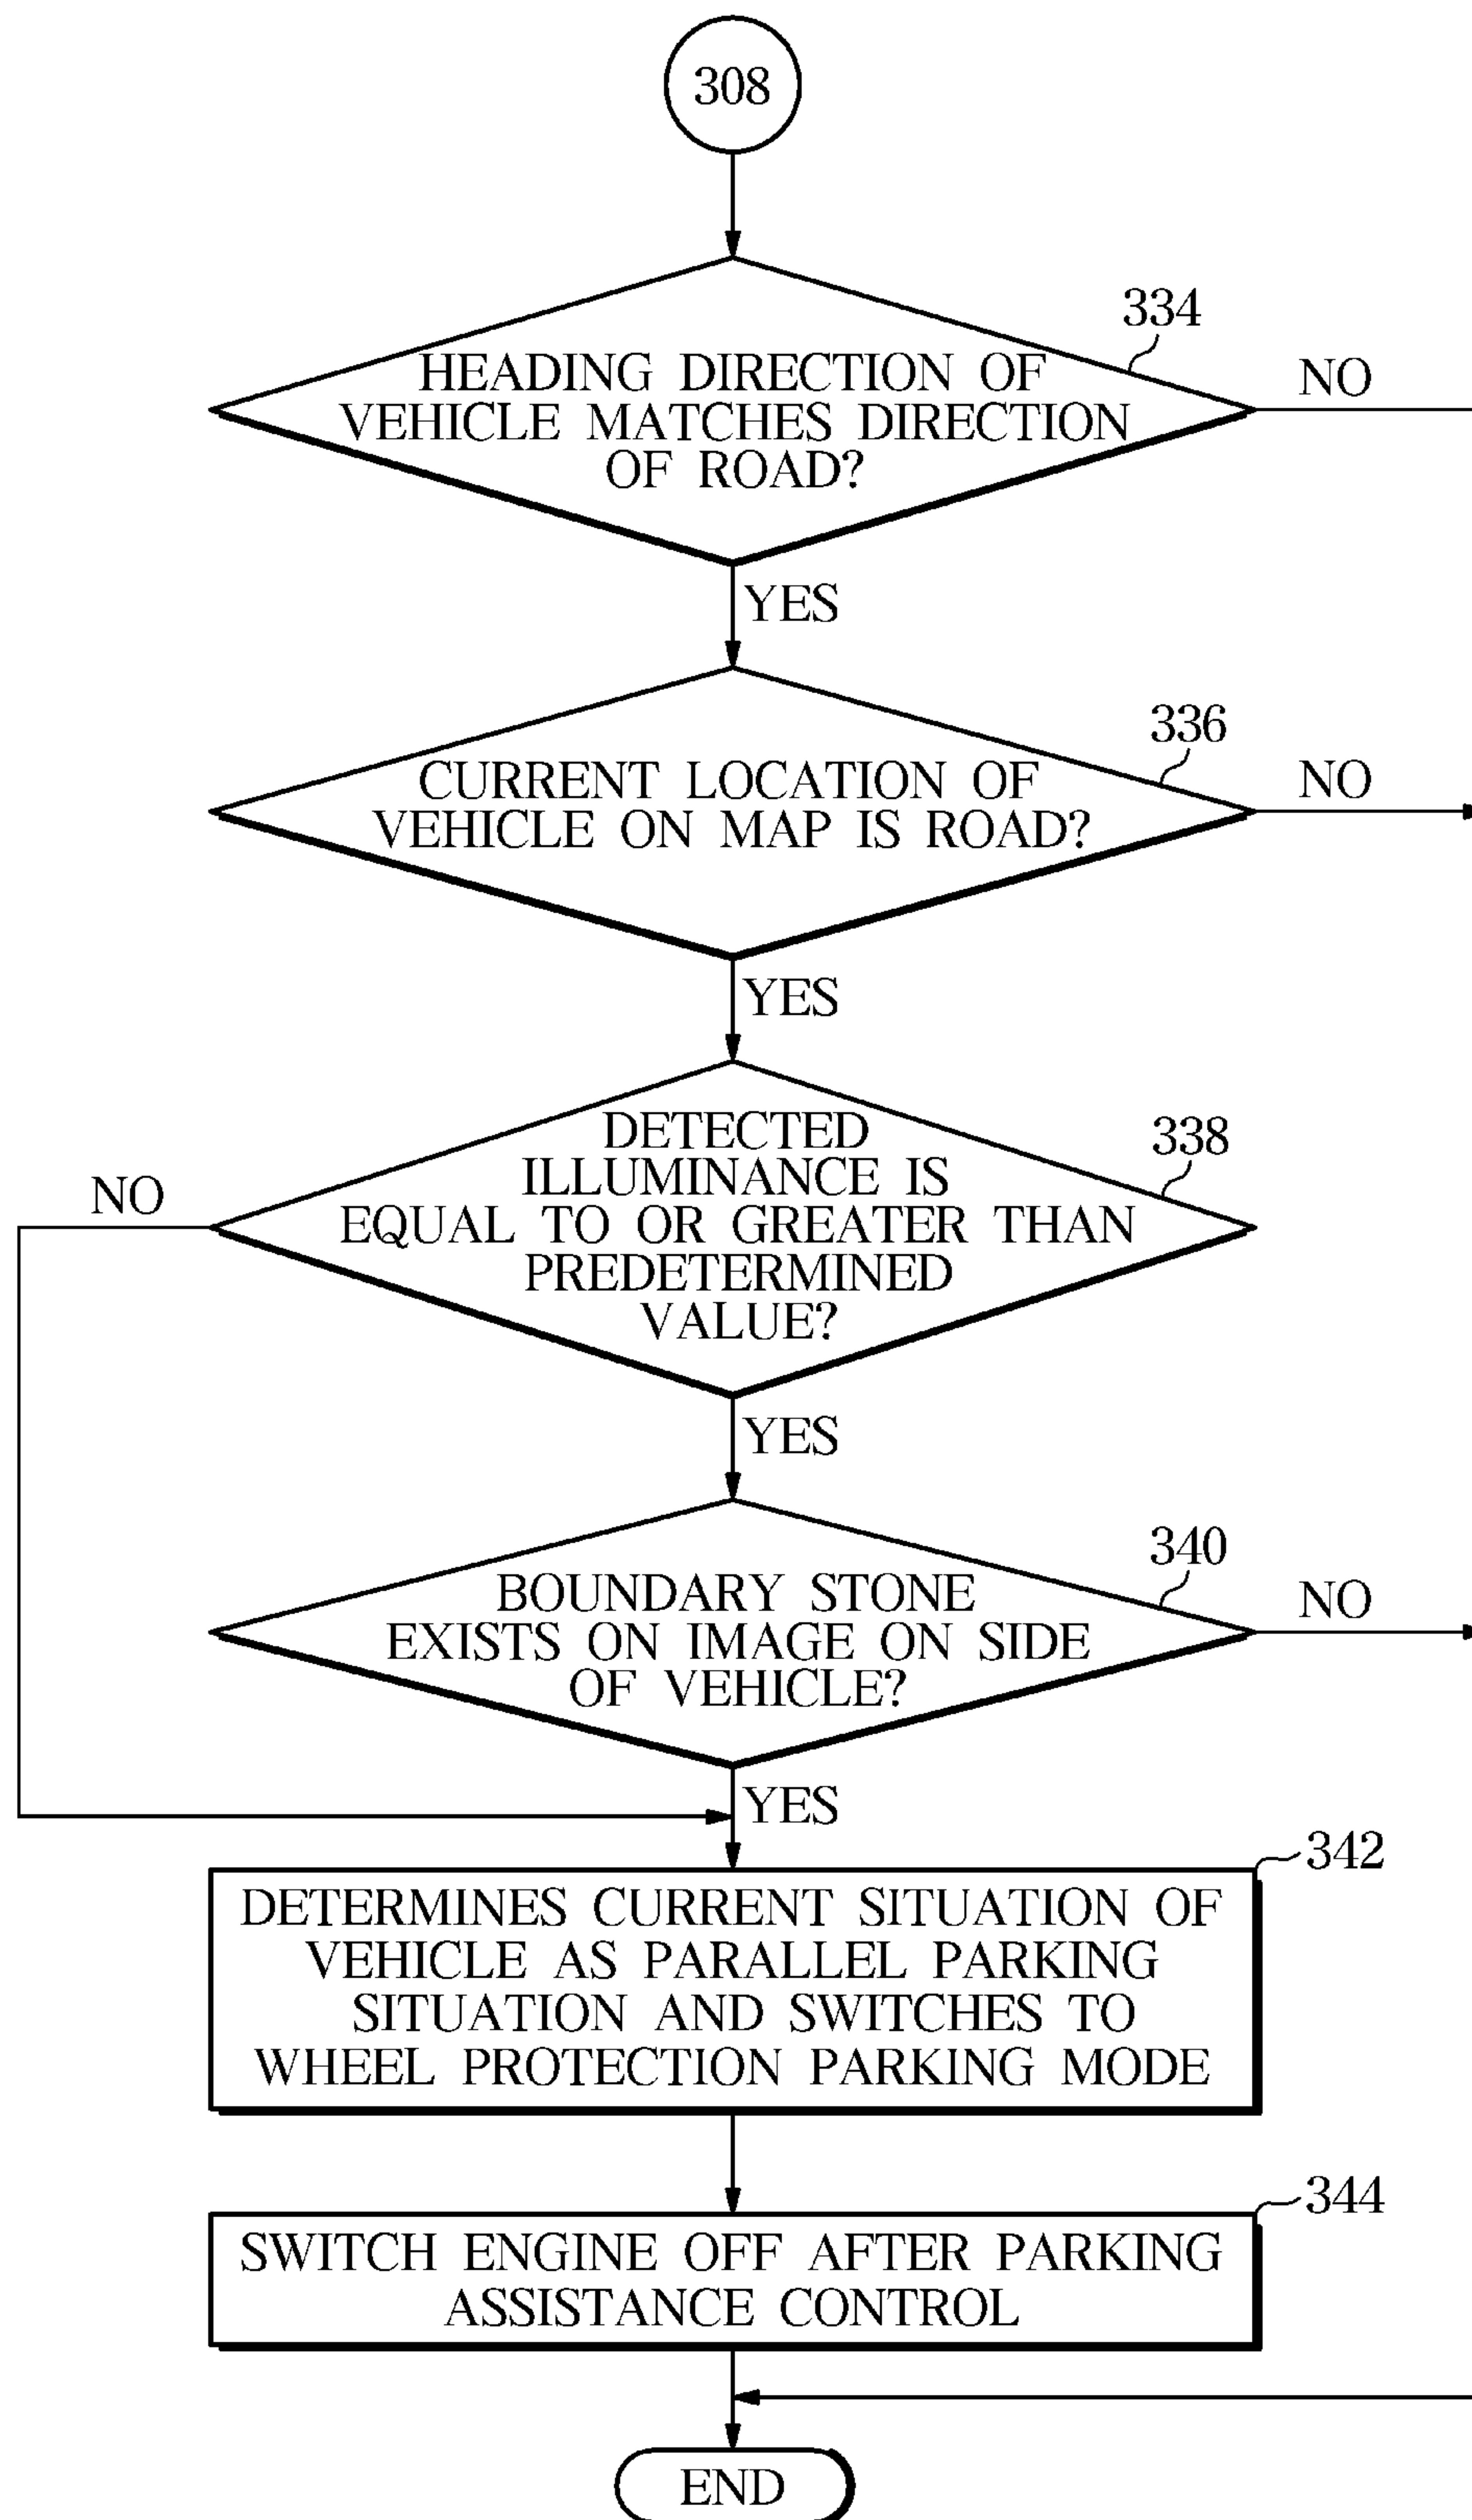 308
334
HEADING DIRECTION OF
VEHICLE MATCHES DIRECTION
OF ROAD?
NO
YES
336
CURRENT LOCATION OF
VEHICLE ON MAP IS ROAD?
NO
YES
338
DETECTED
ILLUMINANCE IS
EQUAL TO OR GREATER THAN
PREDETERMINED
VALUE?
NO
YES
340
BOUNDARY STONE
EXISTS ON IMAGE ON SIDE
OF VEHICLE?
NO
YES
342
DETERMINES CURRENT SITUATION OF
VEHICLE AS PARALLEL PARKING
SITUATION AND SWITCHES TO
WHEEL PROTECTION PARKING MODE
344
SWITCH ENGINE OFF AFTER PARKING
ASSISTANCE CONTROL
END